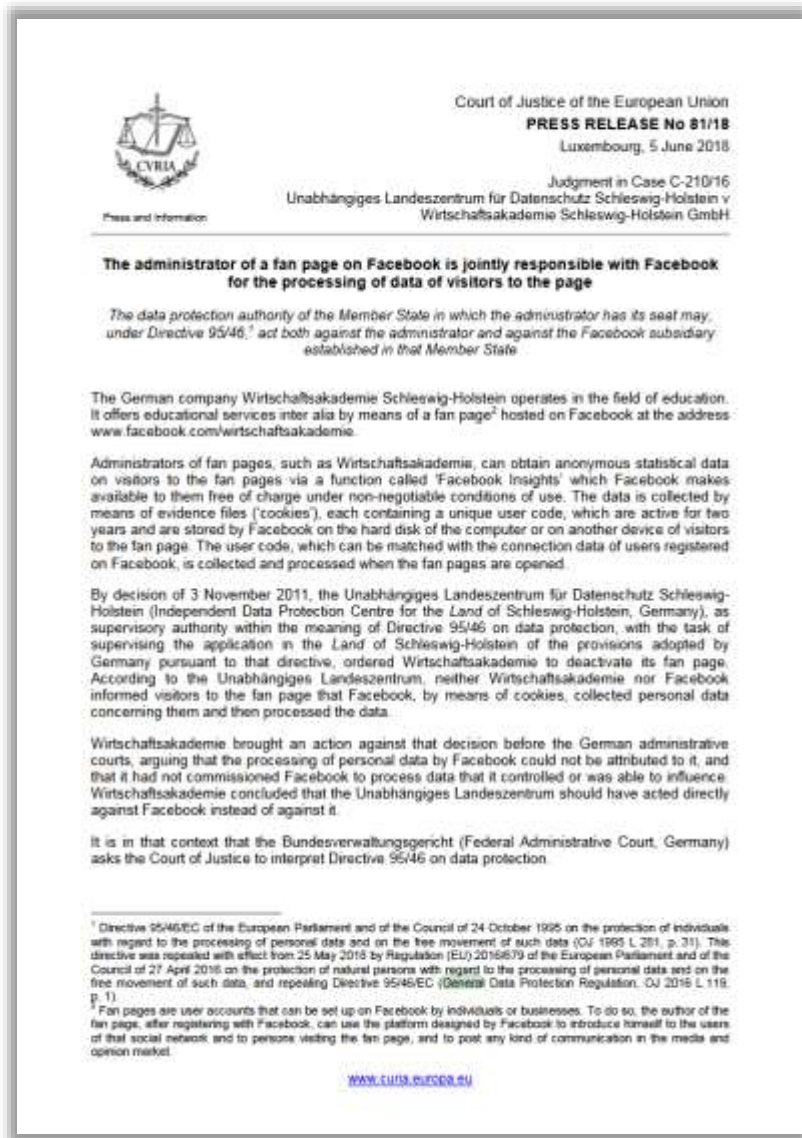 Court of Justice of the European Union
PRESS RELEASE No 81/18
Luxembourg, 5 June 2018
CVRIA
Judgment in Case C-210/16
Unabhängiges Landeszentrum für Datenschutz Schleswig-Holstein v
Press and Information
Wirtschaftsakademie Schleswig-Holstein GmbH
The administrator of a fan page on Facebook is jointly responsible with Facebook
for the processing of data of visitors to the page
The data protection authority of the Member State in which the administrator has its seat may,
under Directive 95/46,¹ act both against the administrator and against the Facebook subsidiary
established in that Member State
The German company Wirtschaftsakademie Schleswig-Holstein operates in the field of education.
It offers educational services inter alia by means of a fan page² hosted on Facebook at the address
www.facebook.com/wirtschaftsakademie.
Administrators of fan pages, such as Wirtschaftsakademie, can obtain anonymous statistical data
on visitors to the fan pages via a function called 'Facebook Insights' which Facebook makes
available to them free of charge under non-negotiable conditions of use. The data is collected by
means of evidence files ('cookies'), each containing a unique user code, which are active for two
years and are stored by Facebook on the hard disk of the computer or on another device of visitors
to the fan page. The user code, which can be matched with the connection data of users registered
on Facebook, is collected and processed when the fan pages are opened.
By decision of 3 November 2011, the Unabhängiges Landeszentrum für Datenschutz Schleswig-
Holstein (Independent Data Protection Centre for the Land of Schleswig-Holstein, Germany), as
supervisory authority within the meaning of Directive 95/46 on data protection, with the task of
supervising the application in the Land of Schleswig-Holstein of the provisions adopted by
Germany pursuant to that directive, ordered Wirtschaftsakademie to deactivate its fan page.
According to the Unabhängiges Landeszentrum, neither Wirtschaftsakademie nor Facebook
informed visitors to the fan page that Facebook, by means of cookies, collected personal data
concerning them and then processed the data.
Wirtschaftsakademie brought an action against that decision before the German administrative
courts, arguing that the processing of personal data by Facebook could not be attributed to it, and
that it had not commissioned Facebook to process data that it controlled or was able to influence.
Wirtschaftsakademie concluded that the Unabhängiges Landeszentrum should have acted directly
against Facebook instead of against it.
It is in that context that the Bundesverwaltungsgericht (Federal Administrative Court, Germany)
asks the Court of Justice to interpret Directive 95/46 on data protection.
¹ Directive 95/46/EC of the European Parliament and of the Council of 24 October 1995 on the protection of individuals
with regard to the processing of personal data and on the free movement of such data (OJ 1995 L 281, p. 31). This
directive was repealed with effect from 25 May 2018 by Regulation (EU) 2016/679 of the European Parliament and of the
Council of 27 April 2016 on the protection of natural persons with regard to the processing of personal data and on the
free movement of such data, and repealing Directive 95/46/EC (General Data Protection Regulation, OJ 2016 L 119,
p. 1).
² Fan pages are user accounts that can be set up on Facebook by individuals or businesses. To do so, the author of the
fan page, after registering with Facebook, can use the platform designed by Facebook to introduce himself to the users
of that social network and to persons visiting the fan page, and to post any kind of communication in the media and
opinion market.
www.curia.europa.eu